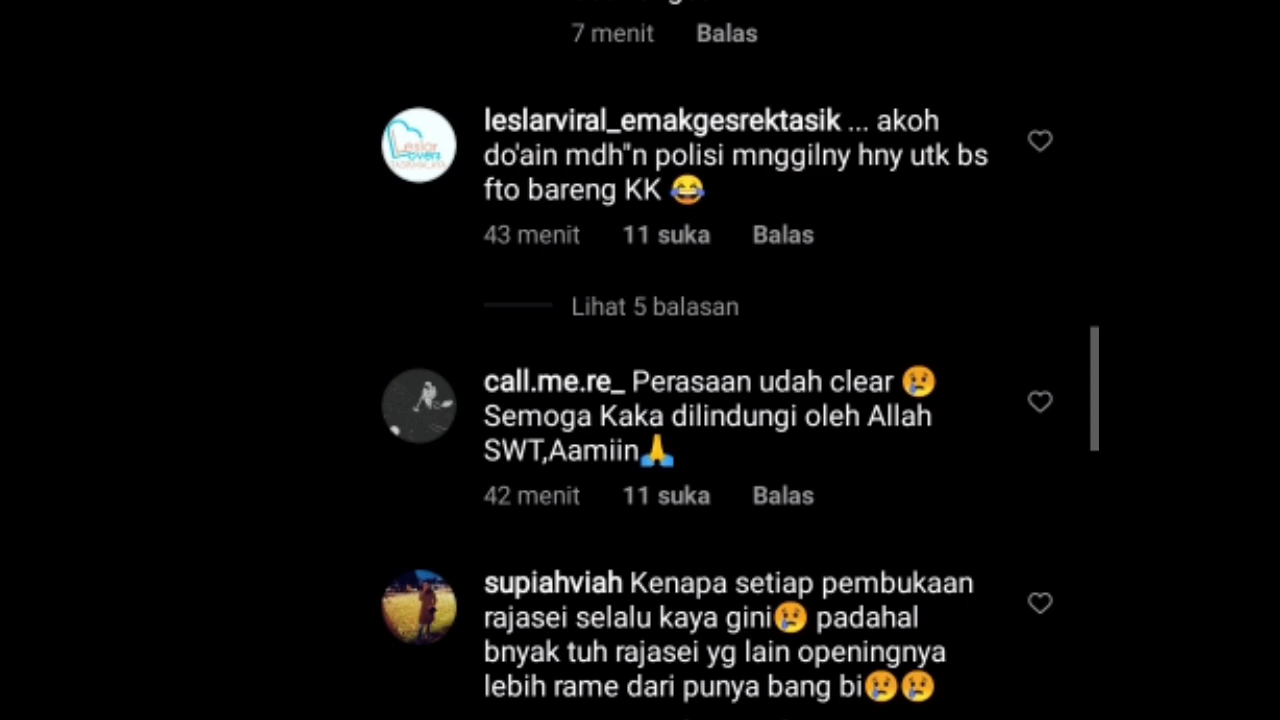 7 menit Balas
leslarviral_emakgesrektasik ... akoh
do'ain mdh"n polisi mnggilny hny utk bs
fto bareng KK 😂
43 menit 11 suka Balas
Lihat 5 balasan
call.me.re_ Perasaan udah clear 😢
Semoga Kaka dilindungi oleh Allah
SWT,Aamiin🙏
42 menit 11 suka Balas
supiahviah Kenapa setiap pembukaan
rajasei selalu kaya gini😢 padahal
bnyak tuh rajasei yg lain openingnya
lebih rame dari punya bang bi😢😢